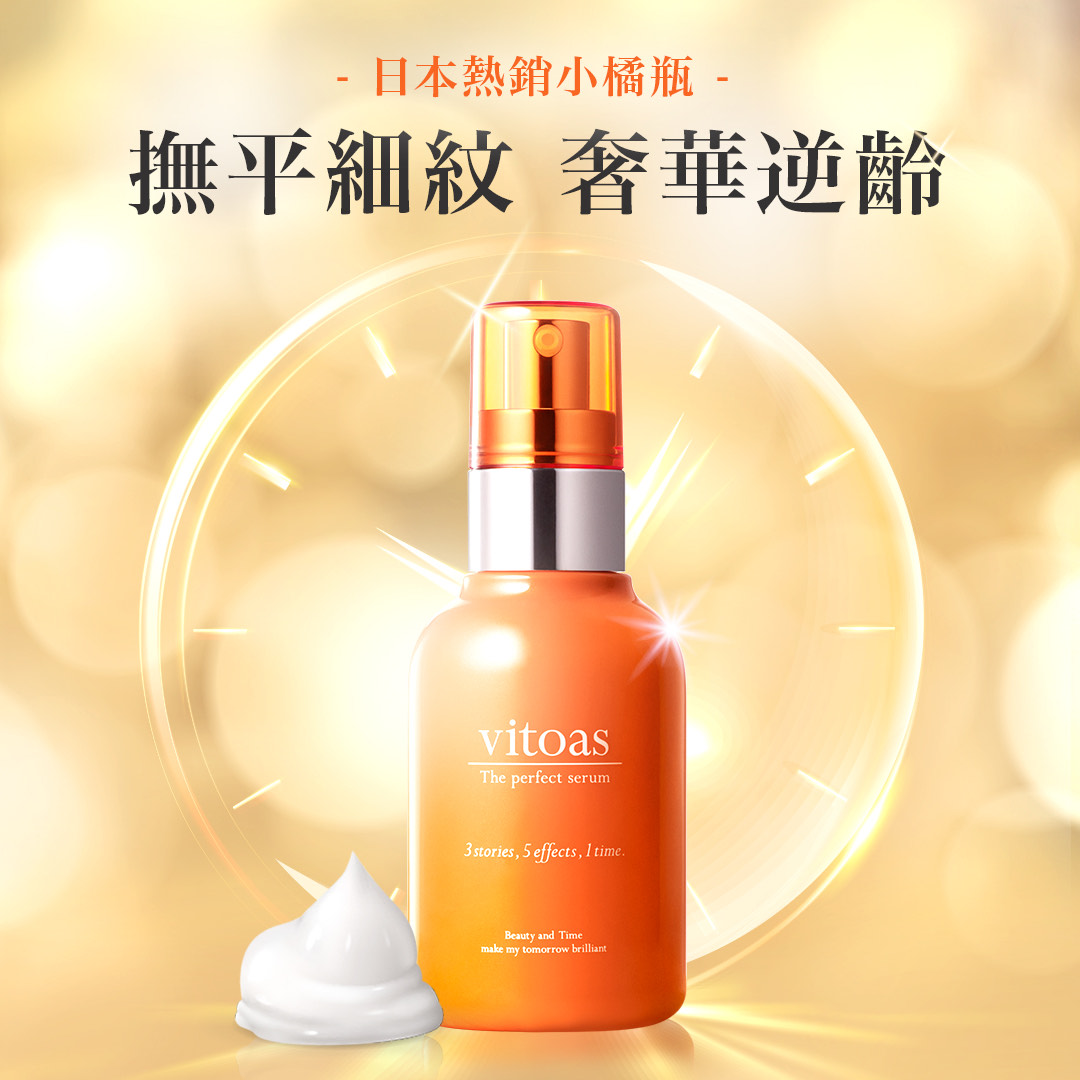 - 日本熱銷小橘瓶 -
撫平細紋 奢華逆齡
vitoas
The perfect serum
3 stories, 5 effects, 1 time.
Beauty and Time
make my tomorrow brilliant